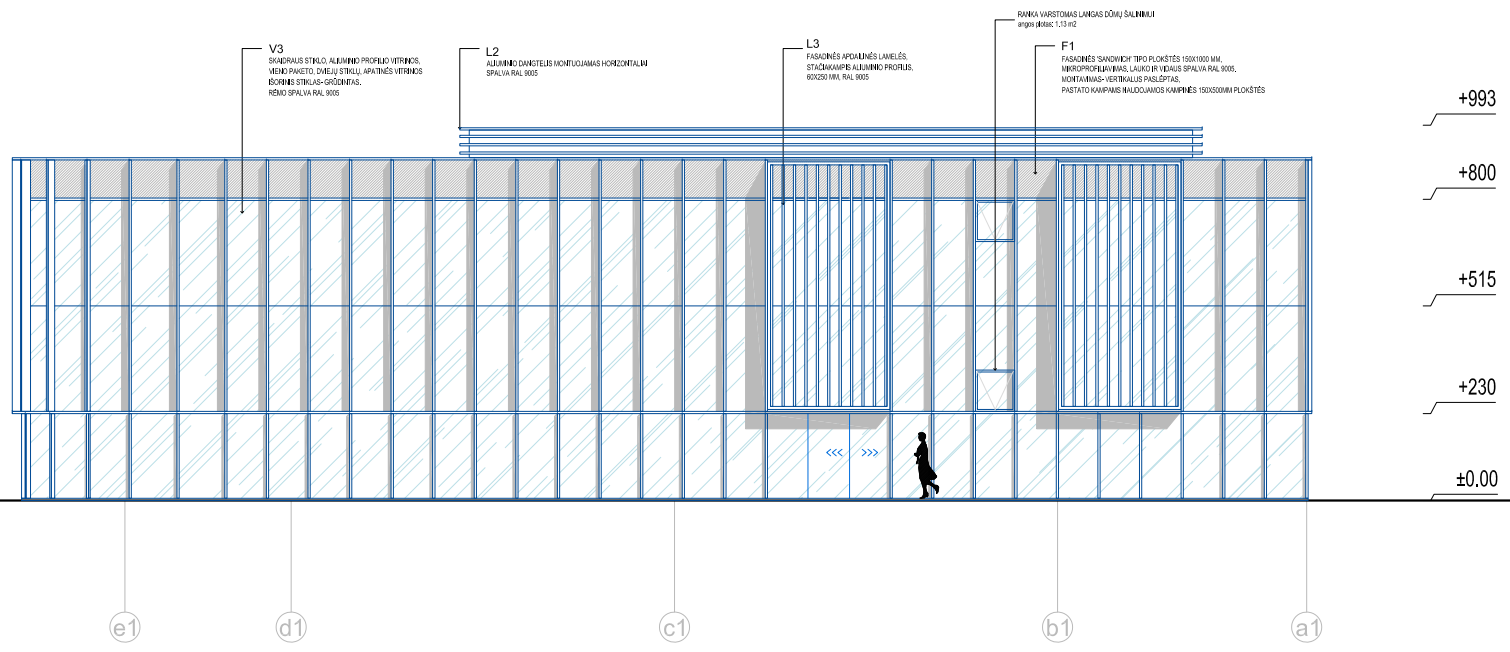 RANKA VARSTOMAS LANGAS DŪMŲ ŠALINIMUI
angos plotas: 1,13 m2
V3
SKAIDRAUS STIKLO, ALIUMINIO PROFILIO VITRINOS,
VIENO PAKETO, DVIEJŲ STIKLŲ, APATINĖS VITRINOS
IŠORINIS STIKLAS- GRŪDINTAS.
RĖMO SPALVA RAL 9005
L2
ALIUMINIO DANGTELIS MONTUOJAMAS HORIZONTALIAI
SPALVA RAL 9005
L3
FASADINĖS APDAILINĖS LAMELĖS,
STAČIAKAMPIS ALIUMINIO PROFILIS,
60X250 MM, RAL 9005
F1
FASADINĖS 'SANDWICH' TIPO PLOKŠTĖS 150X1000 MM,
MIKROPROFILIAVIMAS, LAUKO IR VIDAUS SPALVA RAL 9005.
MONTAVIMAS- VERTIKALUS PASLĖPTAS,
PASTATO KAMPAMS NAUDOJAMOS KAMPINĖS 150X500MM PLOKŠTĖS
+993
+800
+515
+230
±0.00
<<< >>>
e1 d1 c1 b1 a1